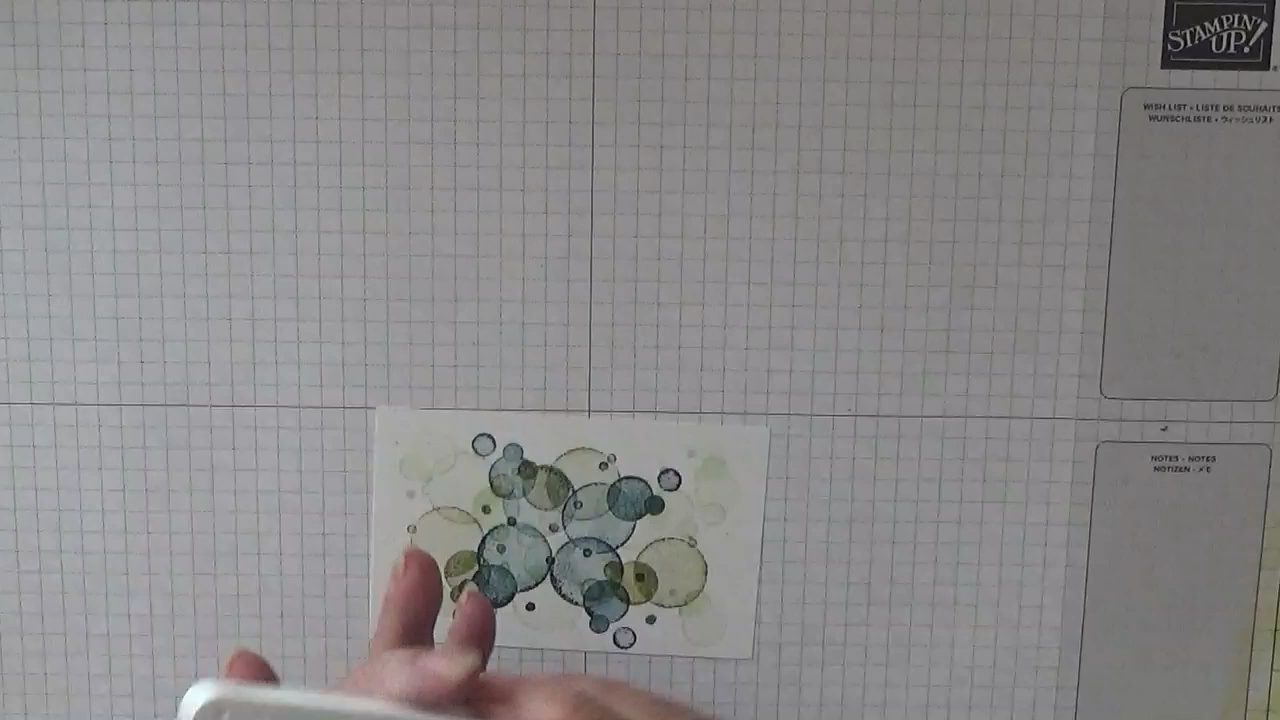 STAMPIN'
UP!
WISH LIST • LISTE DE SOUHAITS
WUNSCHLISTE • ウィッシュリスト
NOTES • NOTES
NOTIZEN • メモ